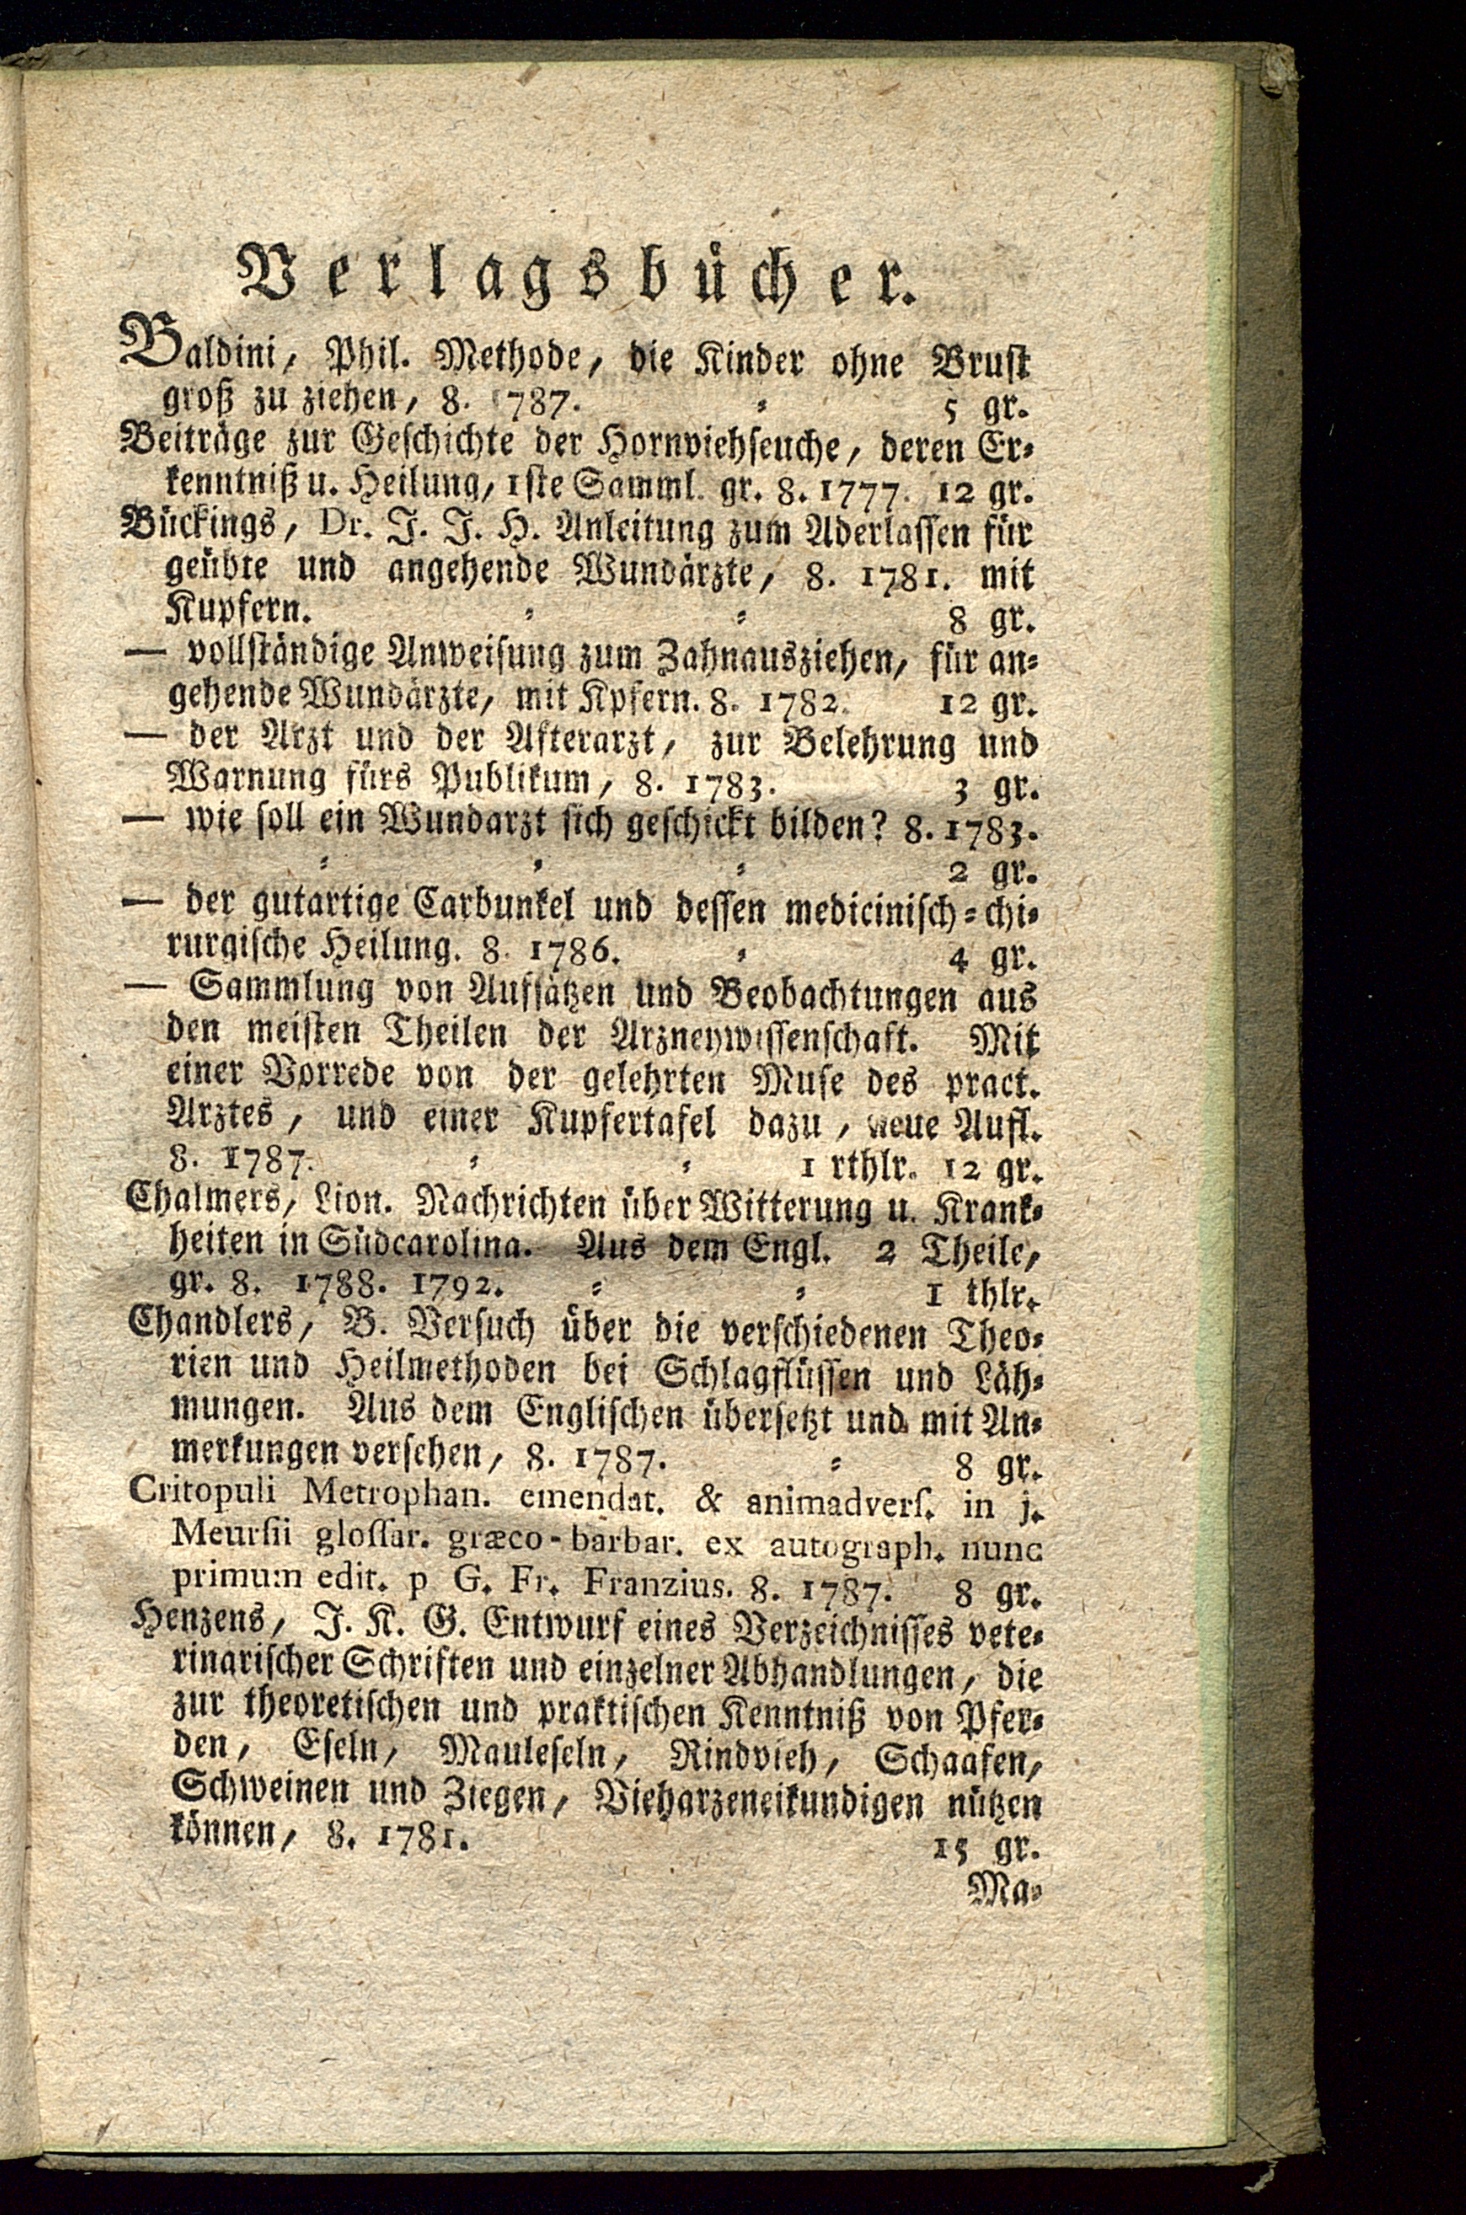 Verlagsbücher.
Baldini, Phil. Methode, die Kinder ohne Brust
groß zu ziehen, 8. 1787. = 5 gr.
Beiträge zur Geschichte der Hornviehseuche, deren Er=
kenntniß u. Heilung, 1ste Samml. gr. 8. 1777. 12 gr.
Bückings, Dr. J. J. H. Anleitung zum Aderlassen für
geübte und angehende Wundärzte, 8. 1781. mit
Kupfern. = = 8 gr.
— vollständige Anweisung zum Zahnausziehen, für an=
gehende Wundärzte, mit Kpfern. 8. 1782. 12 gr.
— der Arzt und der Afterarzt, zur Belehrung und
Warnung fürs Publikum, 8. 1783. 3 gr.
— wie soll ein Wundarzt sich geschickt bilden? 8. 1783.
= = = 2 gr.
— der gutartige Carbunkel und dessen medicinisch=chi=
rurgische Heilung. 8. 1786. = 4 gr.
— Sammlung von Aufsätzen und Beobachtungen aus
den meisten Theilen der Arzneywissenschaft. Mit
einer Vorrede von der gelehrten Muse des pract.
Arztes, und einer Kupfertafel dazu, neue Aufl.
8. 1787. = = 1 rthlr. 12 gr.
Chalmers, Lion. Nachrichten über Witterung u. Krank=
heiten in Südcarolina. Aus dem Engl. 2 Theile,
gr. 8. 1788. 1792. = = 1 thlr.
Chandlers, B. Versuch über die verschiedenen Theo=
rien und Heilmethoden bei Schlagflüssen und Läh=
mungen. Aus dem Englischen übersetzt und mit An=
merkungen versehen, 8. 1787. = 8 gr.
Critopuli Metrophan. emendat. & animadverſ. in j.
Meurſii gloſſar. græco-barbar. ex autograph. nunc
primum edit. p G. Fr. Franzius. 8. 1787. 8 gr.
Henzens, J. K. G. Entwurf eines Verzeichnisses vete=
rinarischer Schriften und einzelner Abhandlungen, die
zur theoretischen und praktischen Kenntniß von Pfer=
den, Eseln, Mauleseln, Rindvieh, Schaafen,
Schweinen und Ziegen, Vieharzeneikundigen nützen
können, 8. 1781. 15 gr.
Ma=